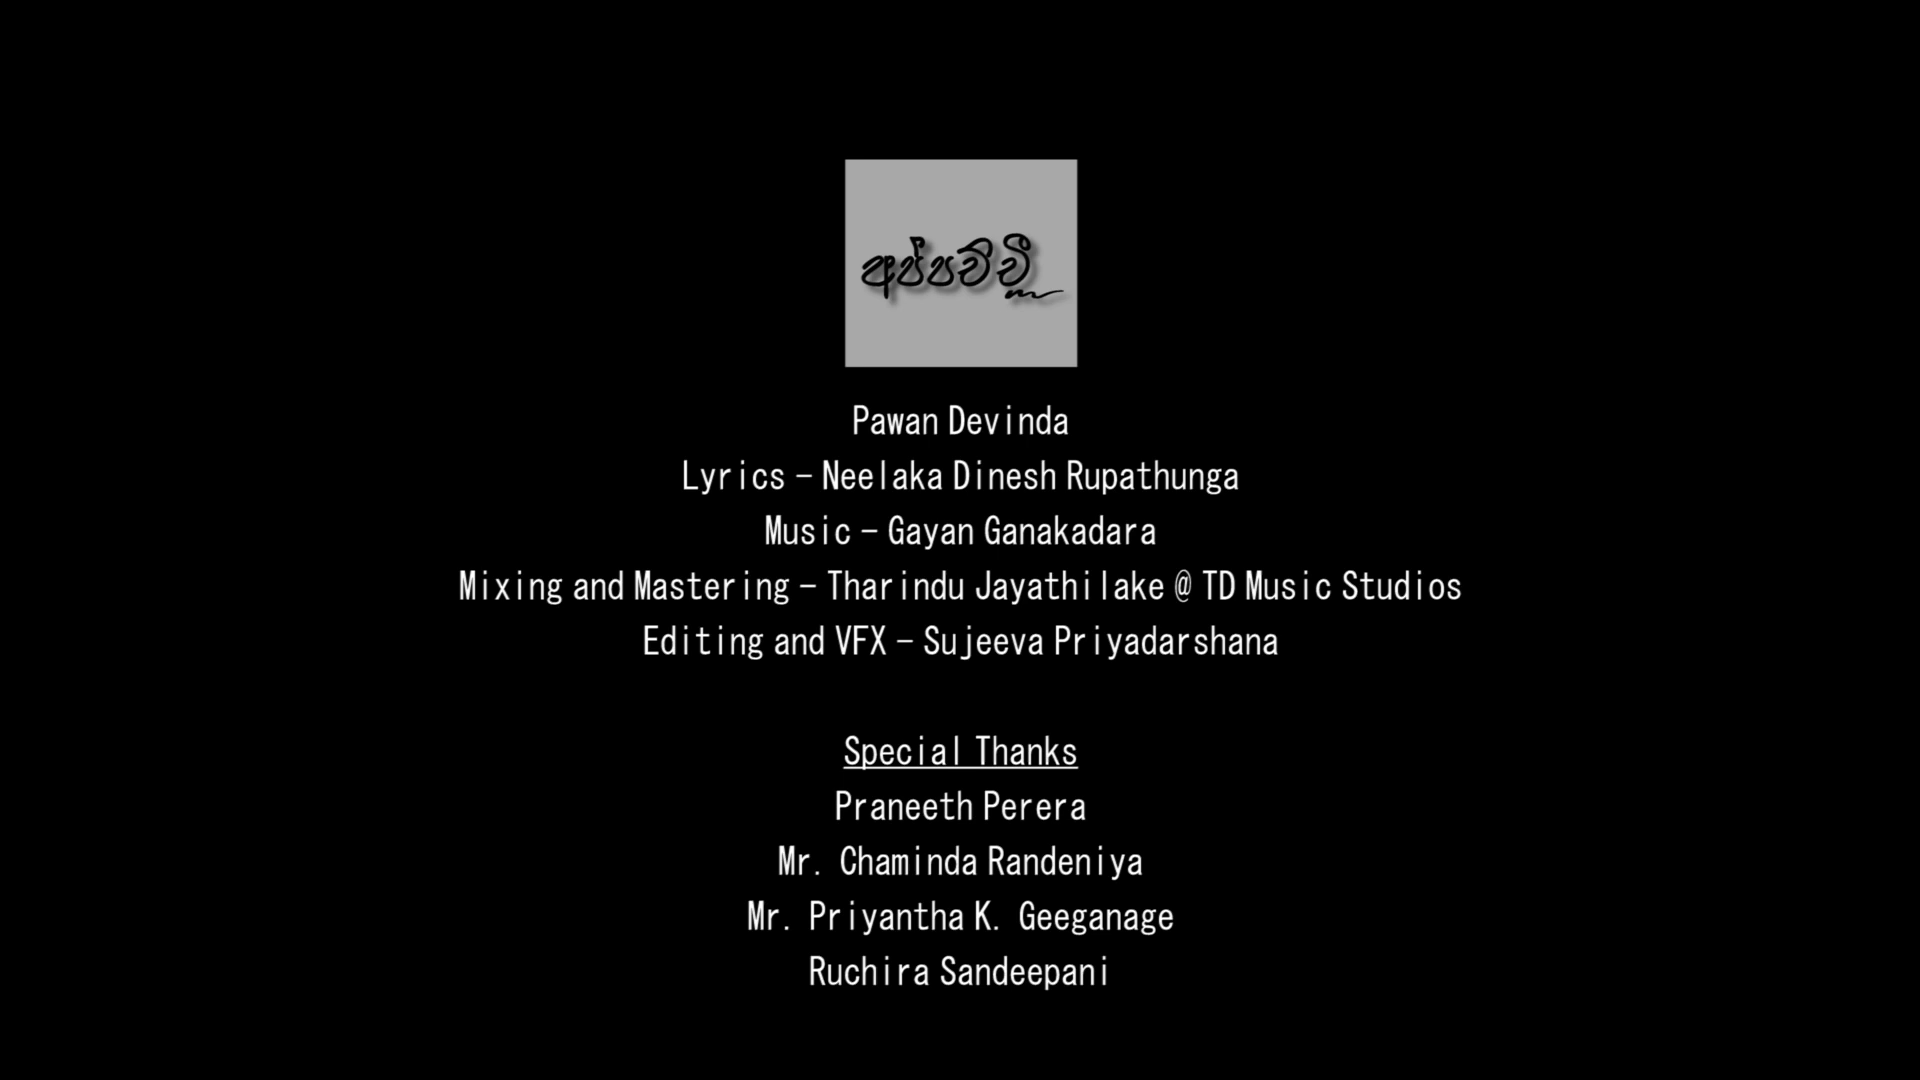 අප්පච්චි
Pawan Devinda
Lyrics – Neelaka Dinesh Rupathunga
Music – Gayan Ganakadara
Mixing and Mastering – Tharindu Jayathilake @ TD Music Studios
Editing and VFX – Sujeeva Priyadarshana
Special Thanks
Praneeth Perera
Mr. Chaminda Randeniya
Mr. Priyantha K. Geeganage
Ruchira Sandeepani